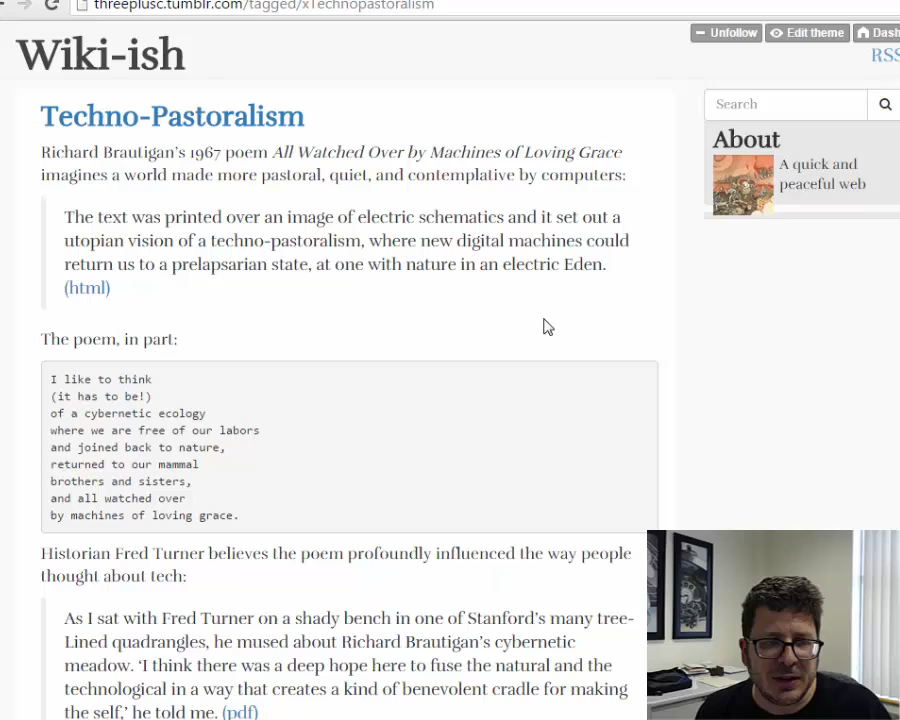 threeplusc.tumblr.com/tagged/xTechnopastoralism
Unfollow
Edit theme
Dash
Wiki-ish
RSS
Techno-Pastoralism
Search
Richard Brautigan's 1967 poem All Watched Over by Machines of Loving Grace
imagines a world made more pastoral, quiet, and contemplative by computers:
About
A quick and
peaceful web
The text was printed over an image of electric schematics and it set out a
utopian vision of a techno-pastoralism, where new digital machines could
return us to a prelapsarian state, at one with nature in an electric Eden.
(html)
The poem, in part:
I like to think
(it has to be!)
of a cybernetic ecology
where we are free of our labors
and joined back to nature,
returned to our mammal
brothers and sisters,
and all watched over
by machines of loving grace.
Historian Fred Turner believes the poem profoundly influenced the way people
thought about tech:
As I sat with Fred Turner on a shady bench in one of Stanford's many tree-
Lined quadrangles, he mused about Richard Brautigan's cybernetic
meadow. 'I think there was a deep hope here to fuse the natural and the
technological in a way that creates a kind of benevolent cradle for making
the self,' he told me. (pdf)